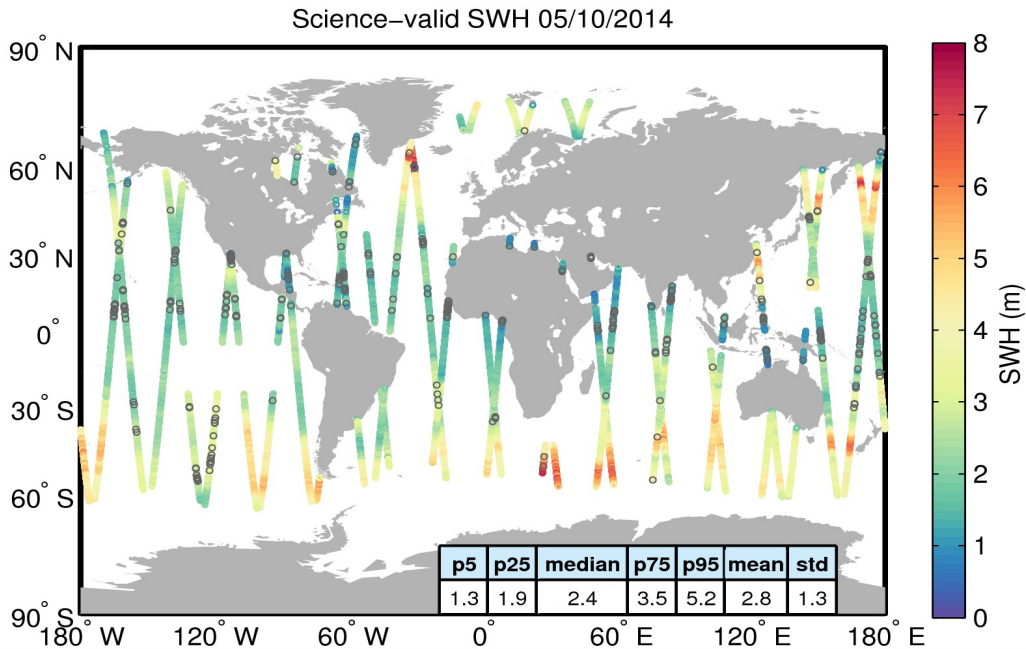 Science−valid SWH 05/10/2014
90° N
60° N
30° N
0°
30° S
60° S
90° S
180° W
120° W
60° W
0°
60° E
120° E
180° E
p5 p25 median p75 p95 mean std
1.3 1.9 2.4 3.5 5.2 2.8 1.3
8
7
6
5
4
3
2
1
0
SWH (m)